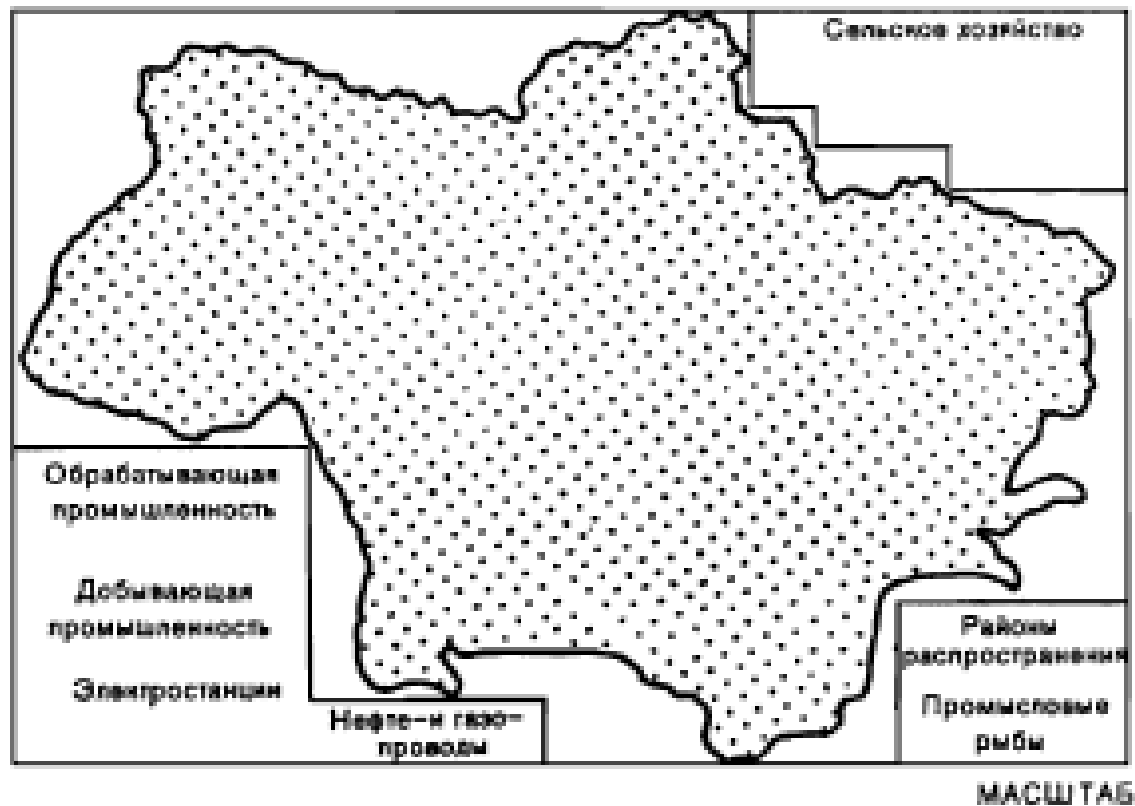 Сельское хозяйство
Обрабатывающая
промышленность
Добывающая
промышленность
Электростанции
Нефте-и газо-
проводы
Районы
распространения
Промысловые
рыбы
МАСШТАБ